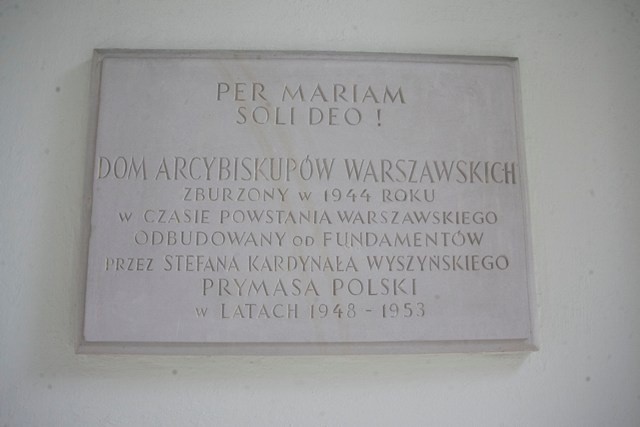 PER MARIAM
SOLI DEO !
DOM ARCYBISKUPÓW WARSZAWSKICH
ZBURZONY w 1944 ROKU
w CZASIE POWSTANIA WARSZAWSKIEGO
ODBUDOWANY od FUNDAMENTÓW
PRZEZ STEFANA KARDYNAŁA WYSZYŃSKIEGO
PRYMASA POLSKI
w LATACH 1948 - 1953